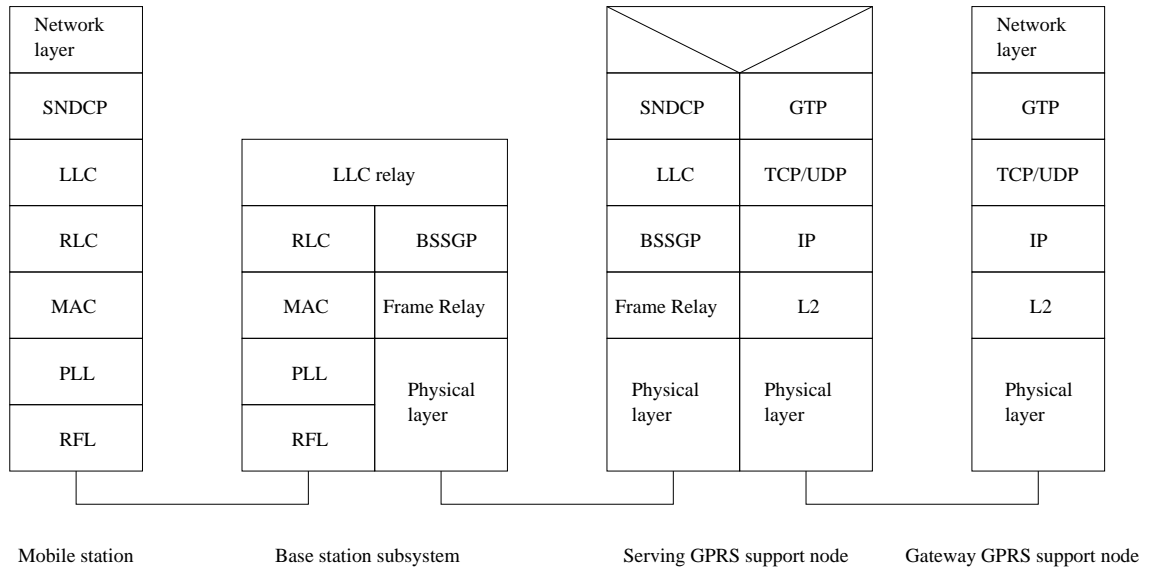 Network
layer
SNDCP
LLC
RLC
MAC
PLL
RFL
Mobile station
LLC relay
RLC
MAC
PLL
RFL
BSSGP
Frame Relay
Physical
layer
Base station subsystem
SNDCP
LLC
BSSGP
Frame Relay
Physical
layer
GTP
TCP/UDP
IP
L2
Physical
layer
Serving GPRS support node
Network
layer
GTP
TCP/UDP
IP
L2
Physical
layer
Gateway GPRS support node